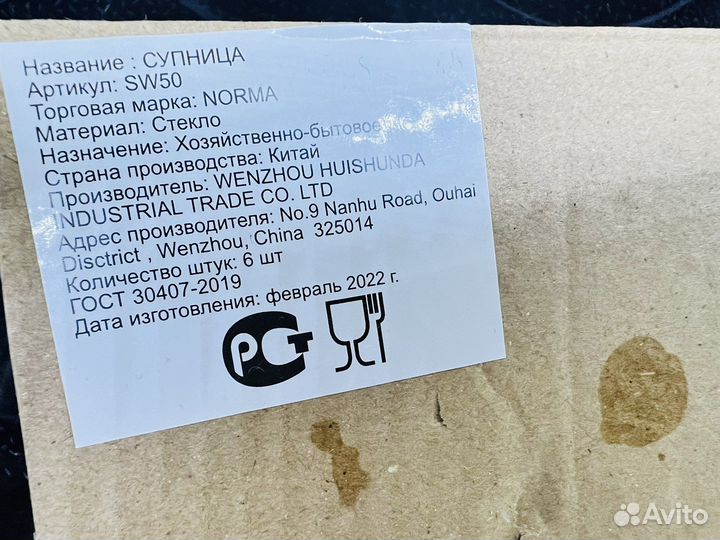 Название : СУПНИЦА
Артикул: SW50
Торговая марка: NORMA
Материал: Стекло
Назначение: Хозяйственно-бытовое
Страна производства: Китай
Производитель: WENZHOU HUISHUNDA
INDUSTRIAL TRADE CO. LTD
Адрес производителя: No.9 Nanhu Road, Ouhai
Disctrict , Wenzhou, China 325014
Количество штук: 6 шт
ГОСТ 30407-2019
Дата изготовления: февраль 2022 г.
РСТ
Avito